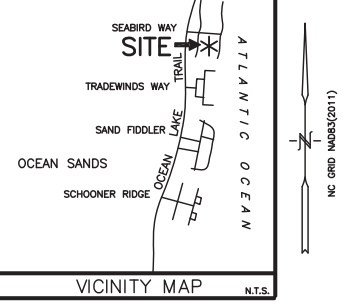 SEABIRD WAY
SITE
TRAIL
ATLANTIC OCEAN
TRADEWINDS WAY
SAND FIDDLER
LAKE
OCEAN SANDS
OCEAN
SCHOONER RIDGE
N
NC GRID NAD83(2011)
VICINITY MAP
N.T.S.